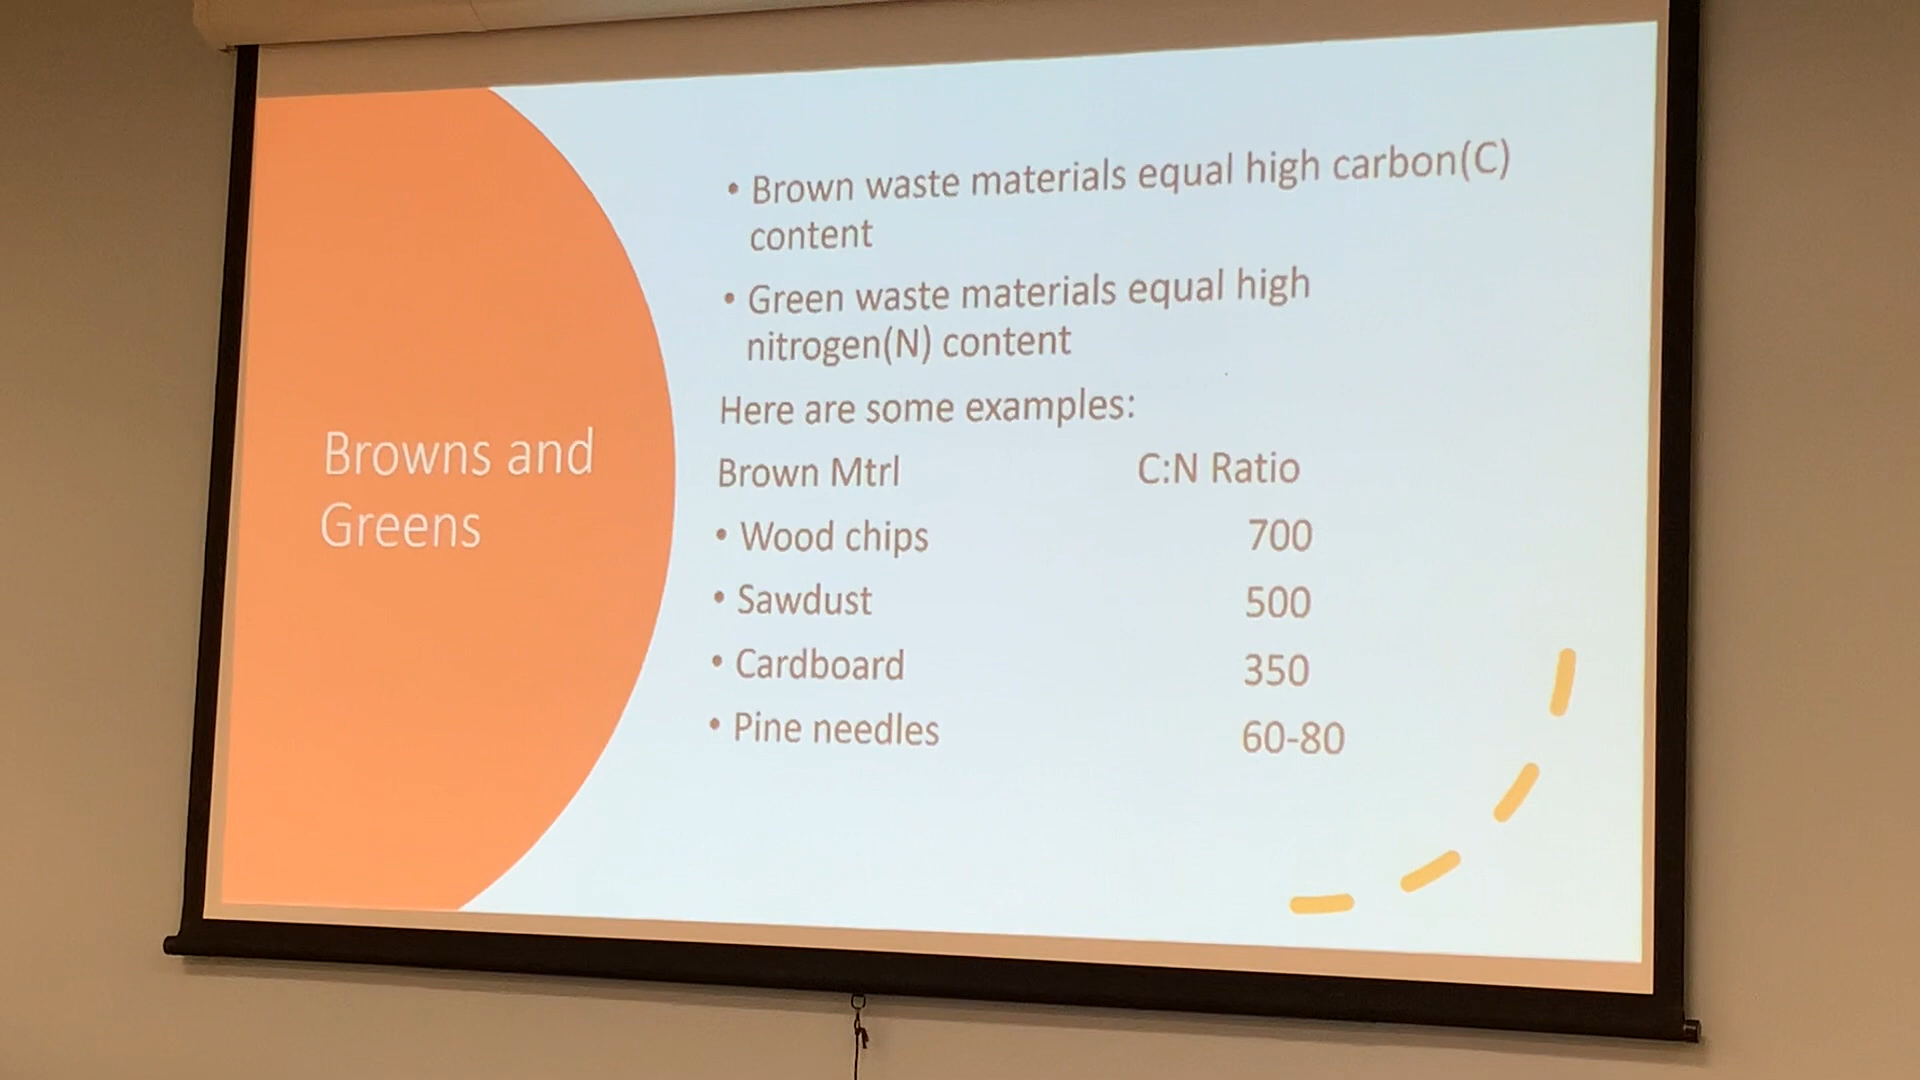 Browns and
Greens
• Brown waste materials equal high carbon(C)
content
• Green waste materials equal high
nitrogen(N) content
Here are some examples:
Brown Mtrl C:N Ratio
• Wood chips 700
• Sawdust 500
• Cardboard 350
• Pine needles 60-80